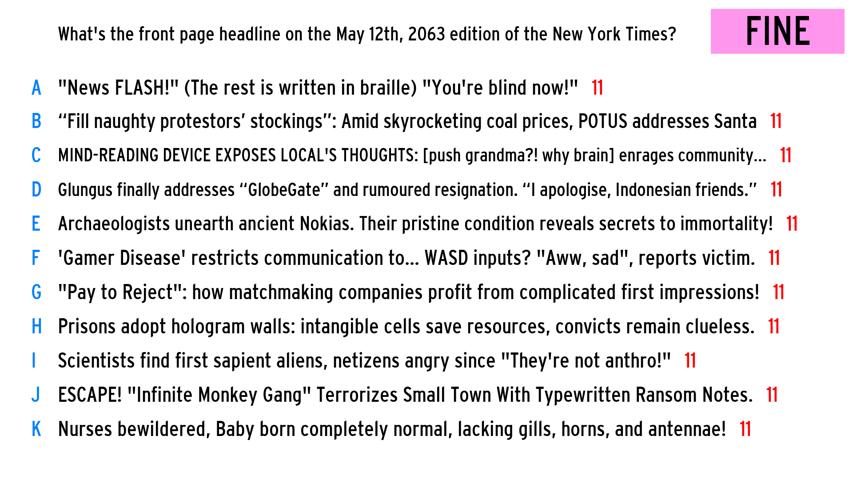 What's the front page headline on the May 12th, 2063 edition of the New York Times?
FINE
A "News FLASH!" (The rest is written in braille) "You're blind now!" 11
B “Fill naughty protestors’ stockings”: Amid skyrocketing coal prices, POTUS addresses Santa 11
C MIND-READING DEVICE EXPOSES LOCAL'S THOUGHTS: [push grandma?! why brain] enrages community... 11
D Glungus finally addresses “GlobeGate” and rumoured resignation. “I apologise, Indonesian friends.” 11
E Archaeologists unearth ancient Nokias. Their pristine condition reveals secrets to immortality! 11
F 'Gamer Disease' restricts communication to... WASD inputs? "Aww, sad", reports victim. 11
G "Pay to Reject": how matchmaking companies profit from complicated first impressions! 11
H Prisons adopt hologram walls: intangible cells save resources, convicts remain clueless. 11
I Scientists find first sapient aliens, netizens angry since "They're not anthro!" 11
J ESCAPE! "Infinite Monkey Gang" Terrorizes Small Town With Typewritten Ransom Notes. 11
K Nurses bewildered, Baby born completely normal, lacking gills, horns, and antennae! 11